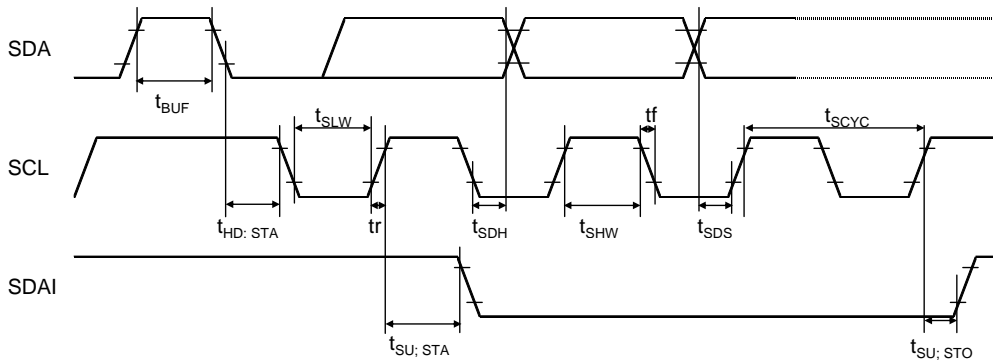 SDA
tBUF
tSLW
tf
tSCYC
SCL
tHD: STA
tr
tSDH
tSHW
tSDS
SDAI
tSU; STA
tSU; STO